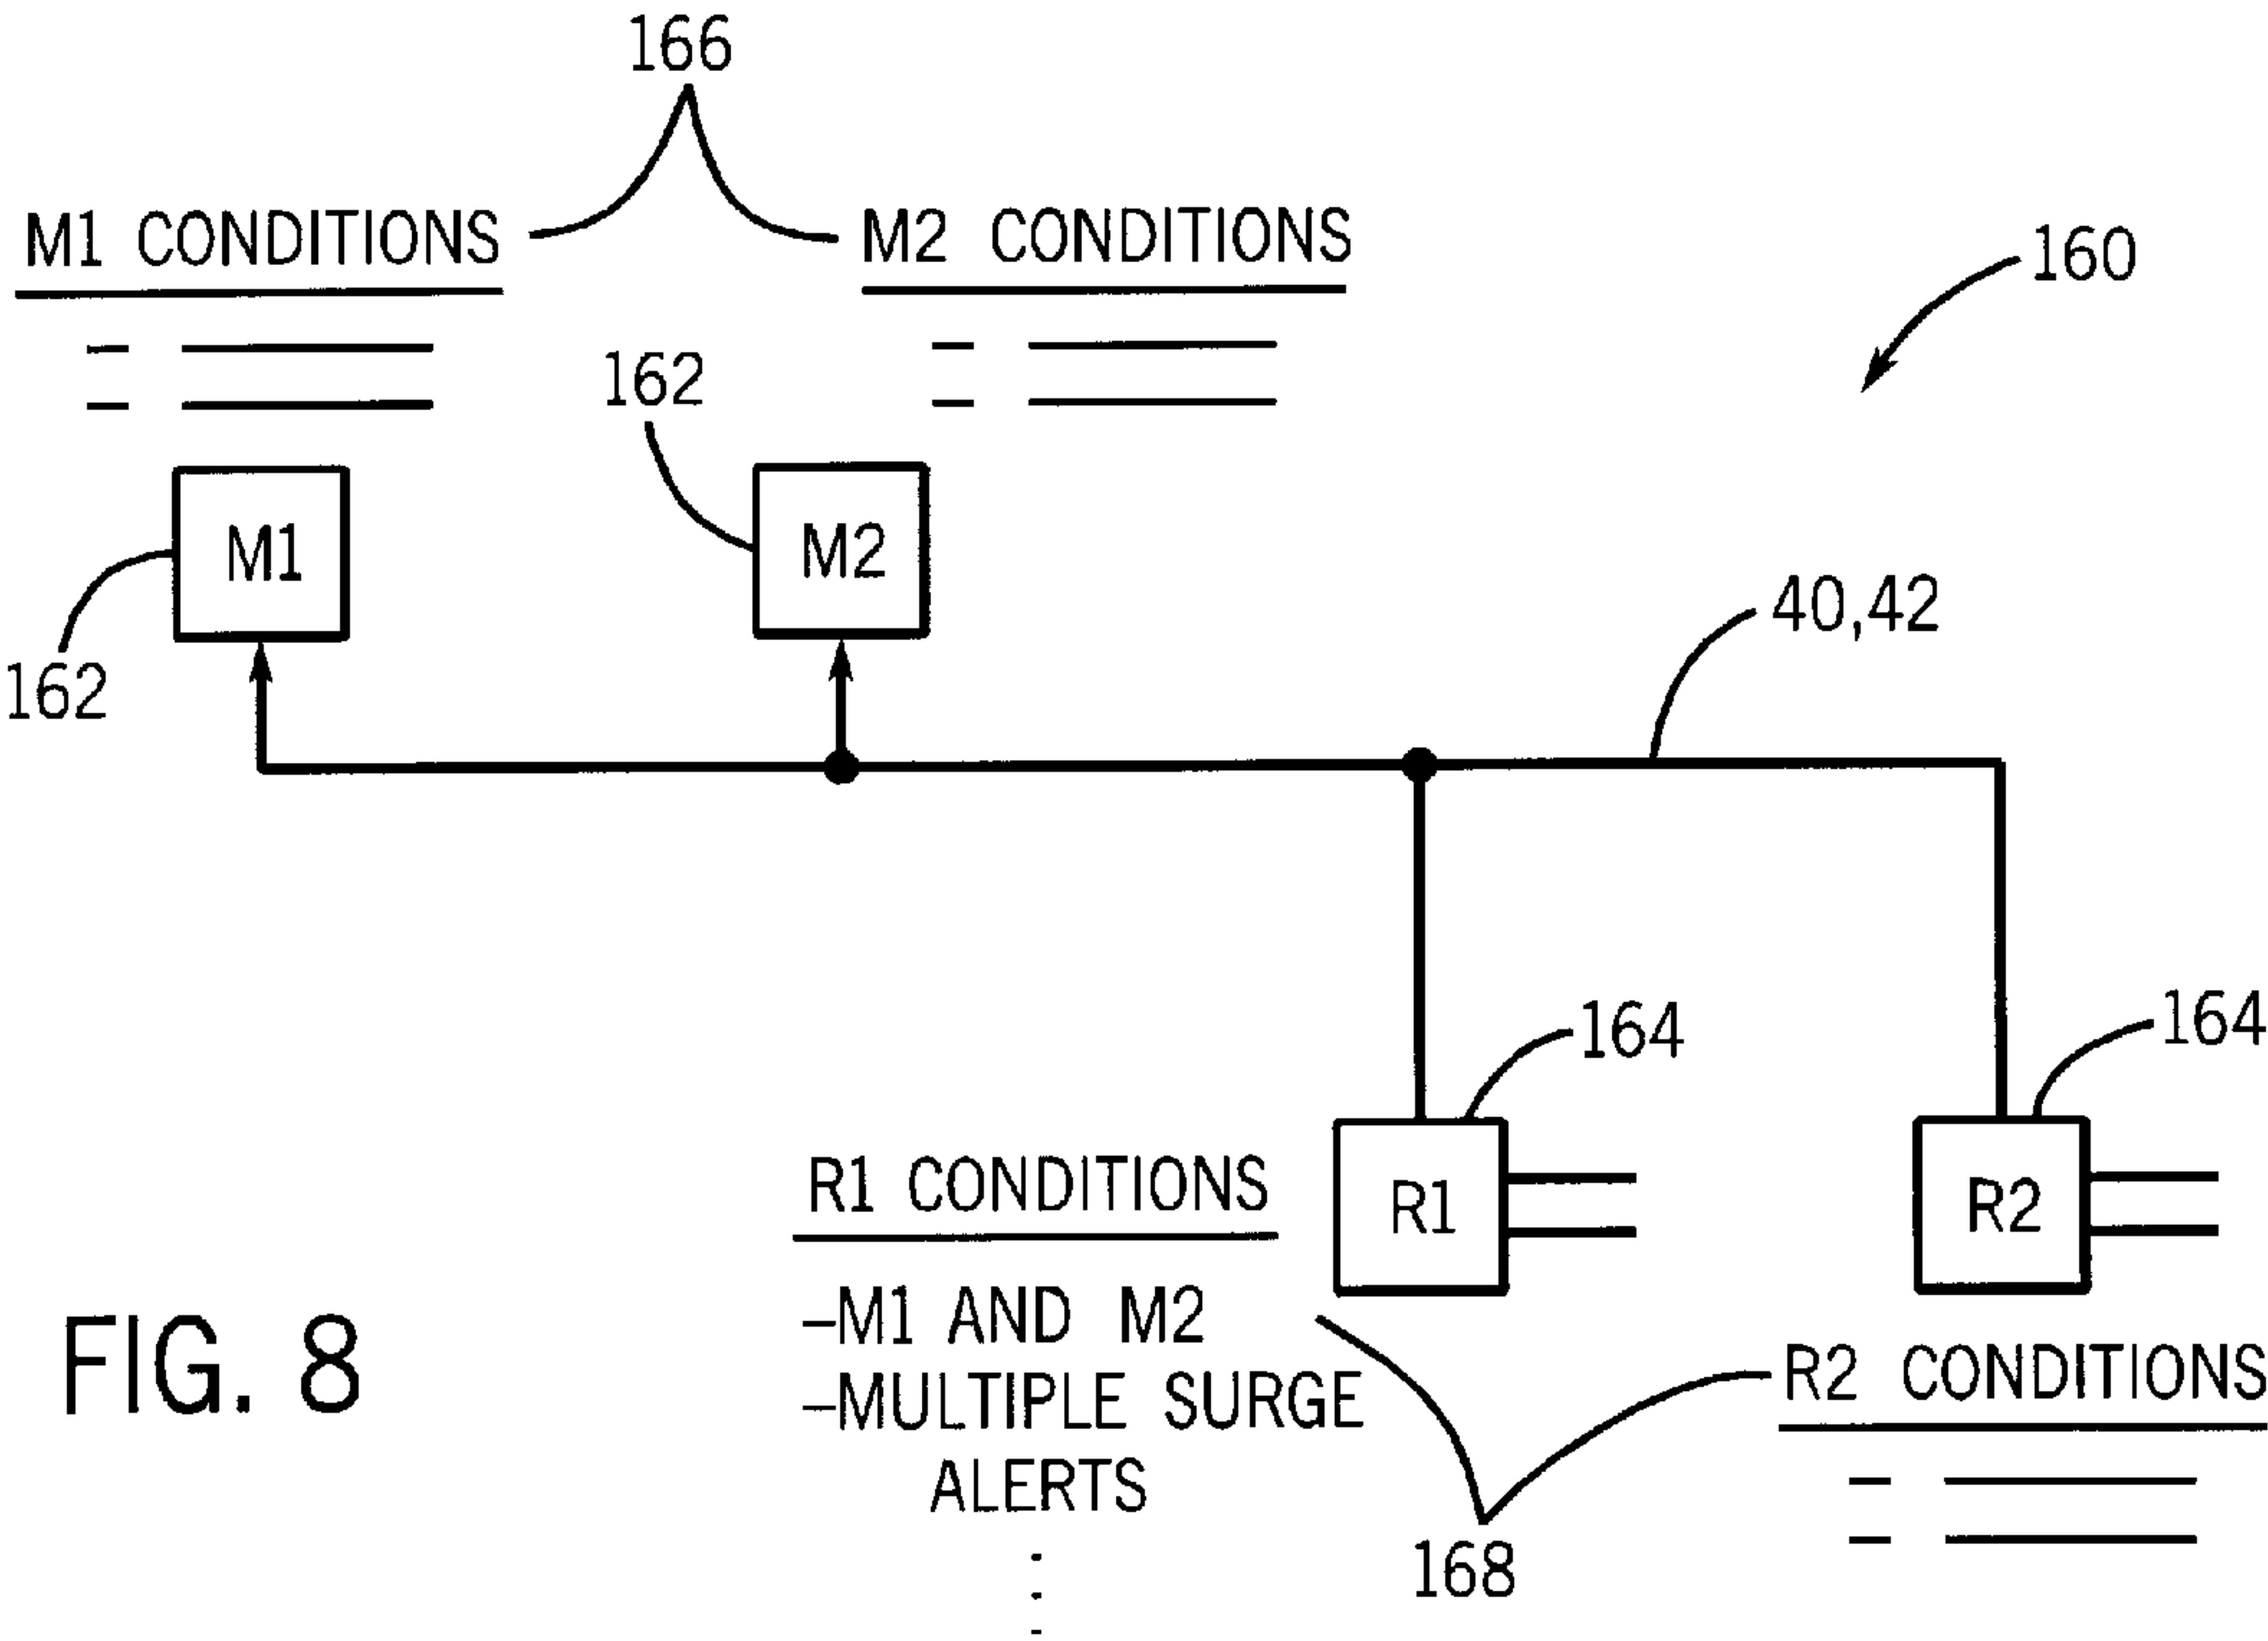 166
M1 CONDITIONS
M2 CONDITIONS
160
162
M1
M2
40,42
162
164
164
R1 CONDITIONS
R1
R2
-M1 AND M2
-MULTIPLE SURGE
ALERTS
FIG. 8
R2 CONDITIONS
168